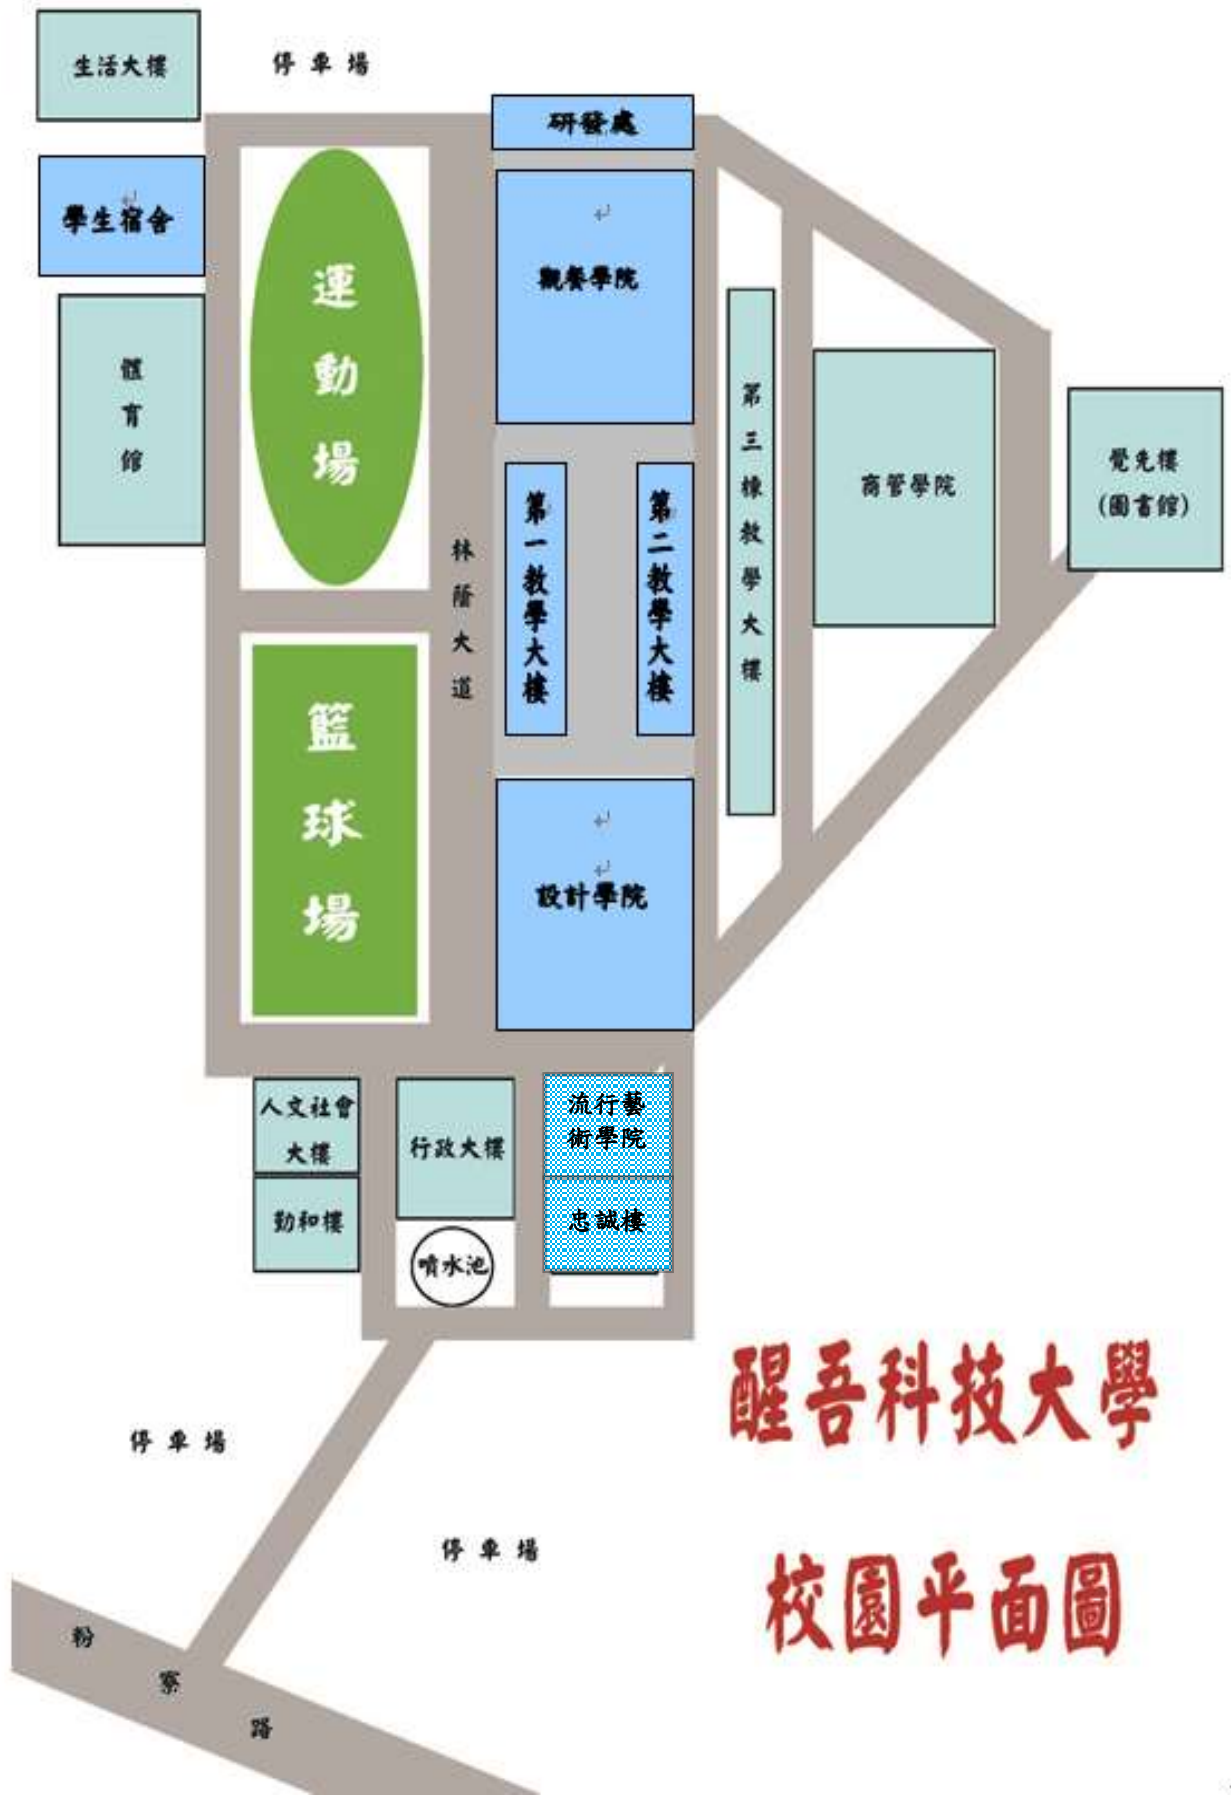 生活大樓
停車場
研發處
學生宿舍
觀餐學院
運動場
體育館
第三棟教學大樓
商管學院
覺先樓
(圖書館)
第一教學大樓
第二教學大樓
林蔭大道
籃球場
設計學院
人文社會
大樓
行政大樓
流行藝
術學院
勤和樓
忠誠樓
噴水池
醒吾科技大學
停車場
停車場
校園平面圖
粉寮路